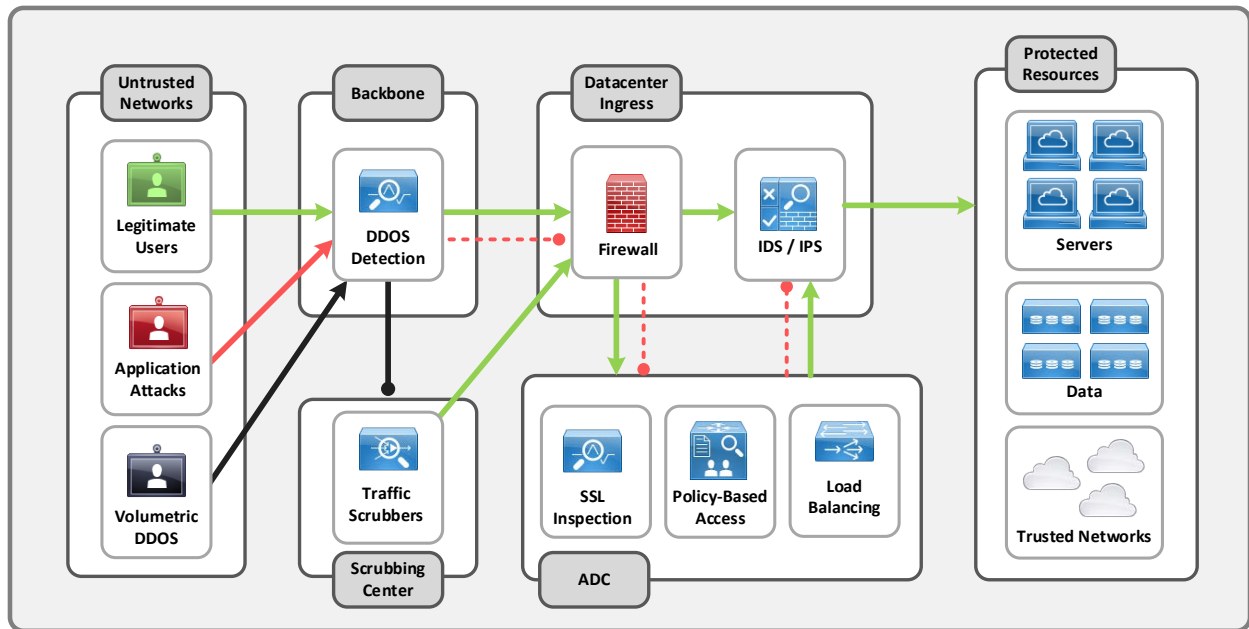 Untrusted
Networks
Legitimate
Users
Application
Attacks
Volumetric
DDOS
Backbone
DDOS
Detection
Traffic
Scrubbers
Scrubbing
Center
Datacenter
Ingress
Firewall
IDS / IPS
SSL
Inspection
Policy-Based
Access
Load
Balancing
ADC
Protected
Resources
Servers
Data
Trusted Networks